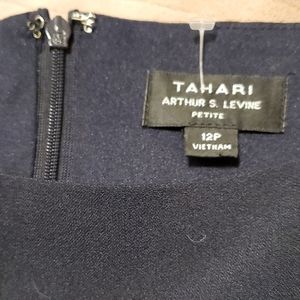 TAHARI
ARTHUR S. LEVINE
PETITE
12P
VIETNAM